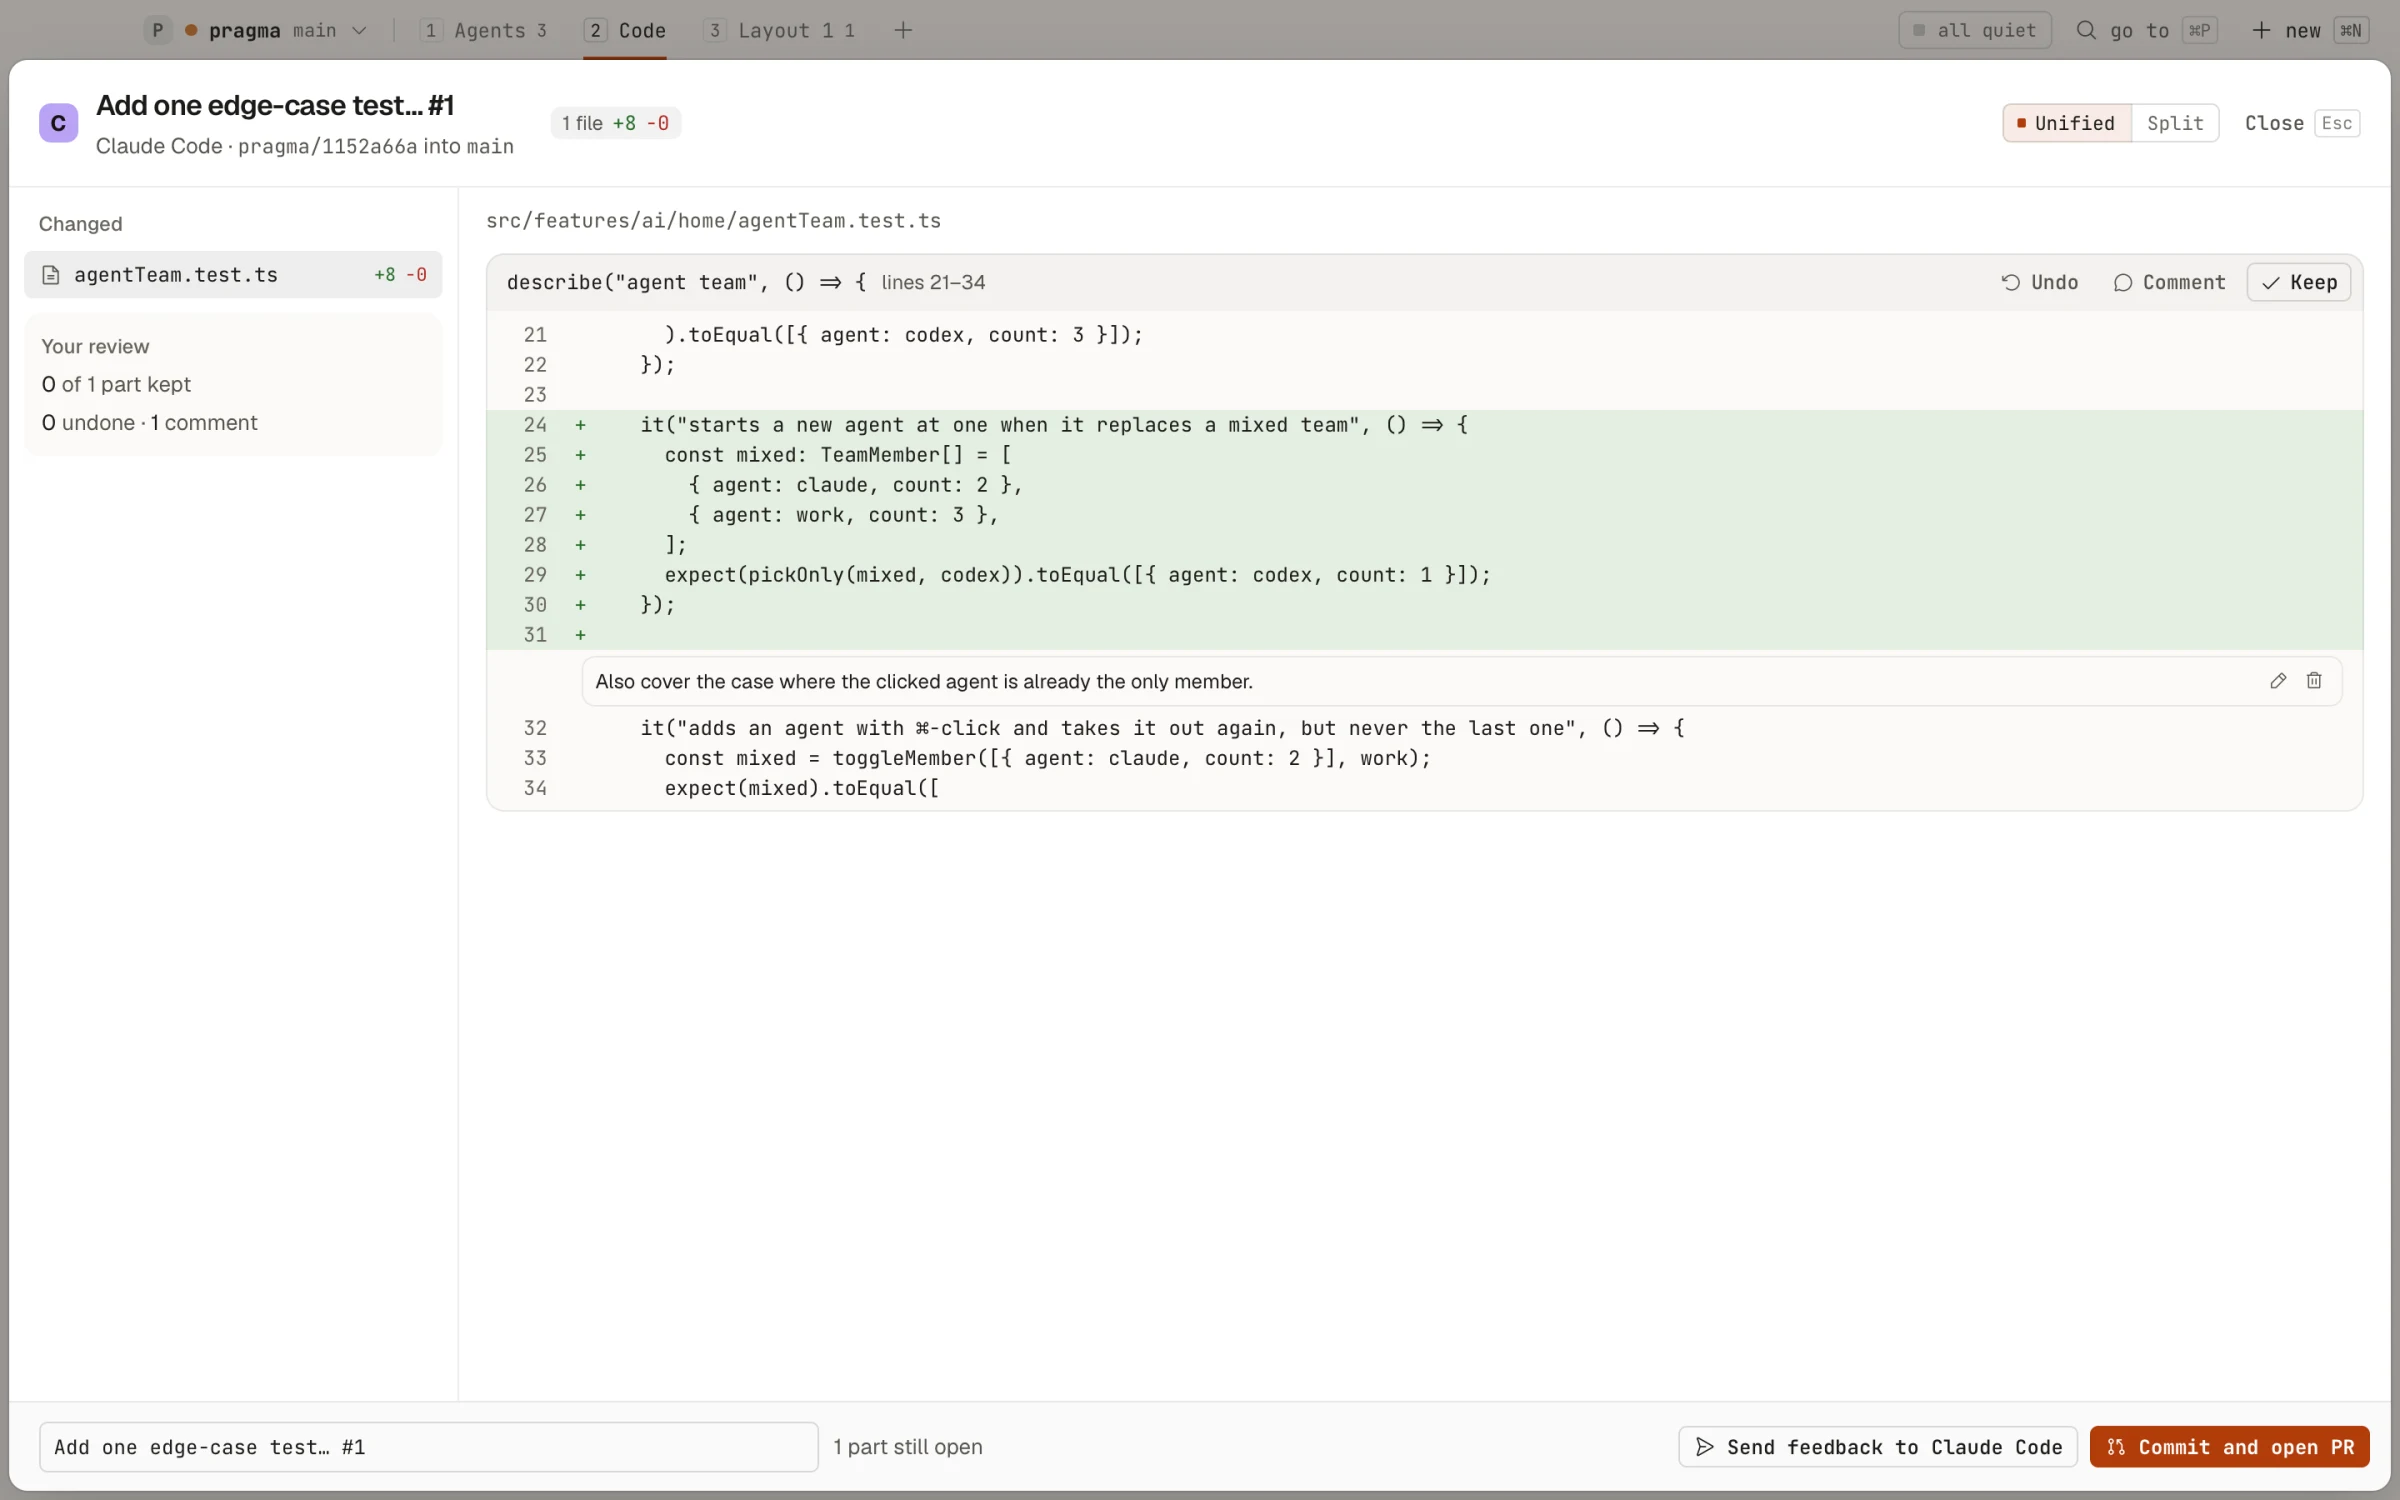 P pragma main 1 Agents 3 2 Code 3 Layout 1 1 + all quiet go to ⌘P + new ⌘N
C Add one edge-case test… #1
Claude Code · pragma/1152a66a into main
1 file +8 -0
Unified Split Close Esc
Changed
agentTeam.test.ts +8 -0
Your review
0 of 1 part kept
0 undone · 1 comment
src/features/ai/home/agentTeam.test.ts
describe("agent team", () => { lines 21–34 Undo Comment Keep
21 ).toEqual([{ agent: codex, count: 3 }]);
22 });
23
24 + it("starts a new agent at one when it replaces a mixed team", () => {
25 + const mixed: TeamMember[] = [
26 + { agent: claude, count: 2 },
27 + { agent: work, count: 3 },
28 + ];
29 + expect(pickOnly(mixed, codex)).toEqual([{ agent: codex, count: 1 }]);
30 + });
31 +
Also cover the case where the clicked agent is already the only member.
32 it("adds an agent with ⌘-click and takes it out again, but never the last one", () => {
33 const mixed = toggleMember([{ agent: claude, count: 2 }], work);
34 expect(mixed).toEqual([
Add one edge-case test… #1 1 part still open Send feedback to Claude Code Commit and open PR